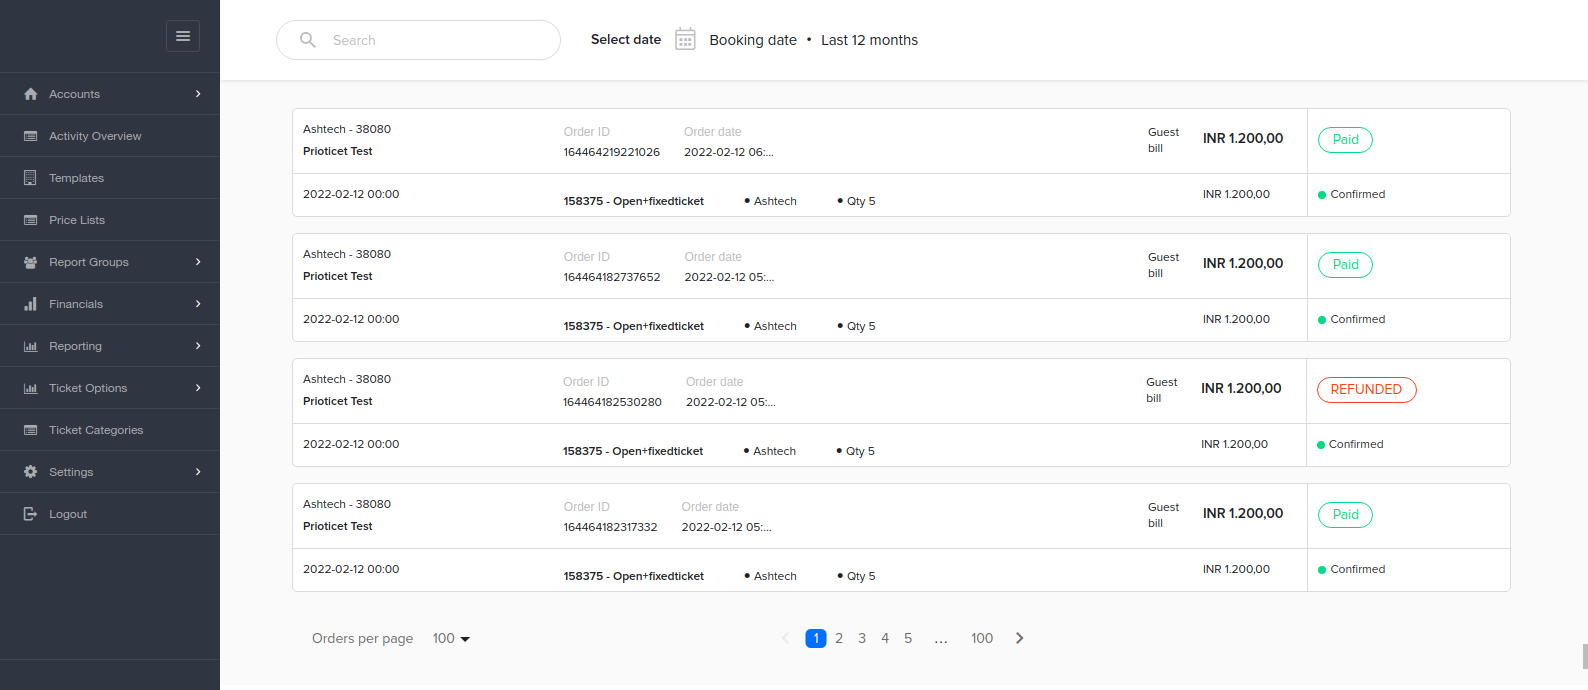 Search
Select date Booking date • Last 12 months
Accounts
Activity Overview
Templates
Price Lists
Report Groups
Financials
Reporting
Ticket Options
Ticket Categories
Settings
Logout
Ashtech - 38080
Prioticet Test
Order ID
164464219221026
Order date
2022-02-12 06:...
Guest
bill
INR 1.200,00
Paid
2022-02-12 00:00
158375 - Open+fixedticket • Ashtech • Qty 5
INR 1.200,00
Confirmed
Ashtech - 38080
Prioticet Test
Order ID
164464182737652
Order date
2022-02-12 05:...
Guest
bill
INR 1.200,00
Paid
2022-02-12 00:00
158375 - Open+fixedticket • Ashtech • Qty 5
INR 1.200,00
Confirmed
Ashtech - 38080
Prioticet Test
Order ID
164464182530280
Order date
2022-02-12 05:...
Guest
bill
INR 1.200,00
REFUNDED
2022-02-12 00:00
158375 - Open+fixedticket • Ashtech • Qty 5
INR 1.200,00
Confirmed
Ashtech - 38080
Prioticet Test
Order ID
164464182317332
Order date
2022-02-12 05:...
Guest
bill
INR 1.200,00
Paid
2022-02-12 00:00
158375 - Open+fixedticket • Ashtech • Qty 5
INR 1.200,00
Confirmed
Orders per page 100
1 2 3 4 5 ... 100